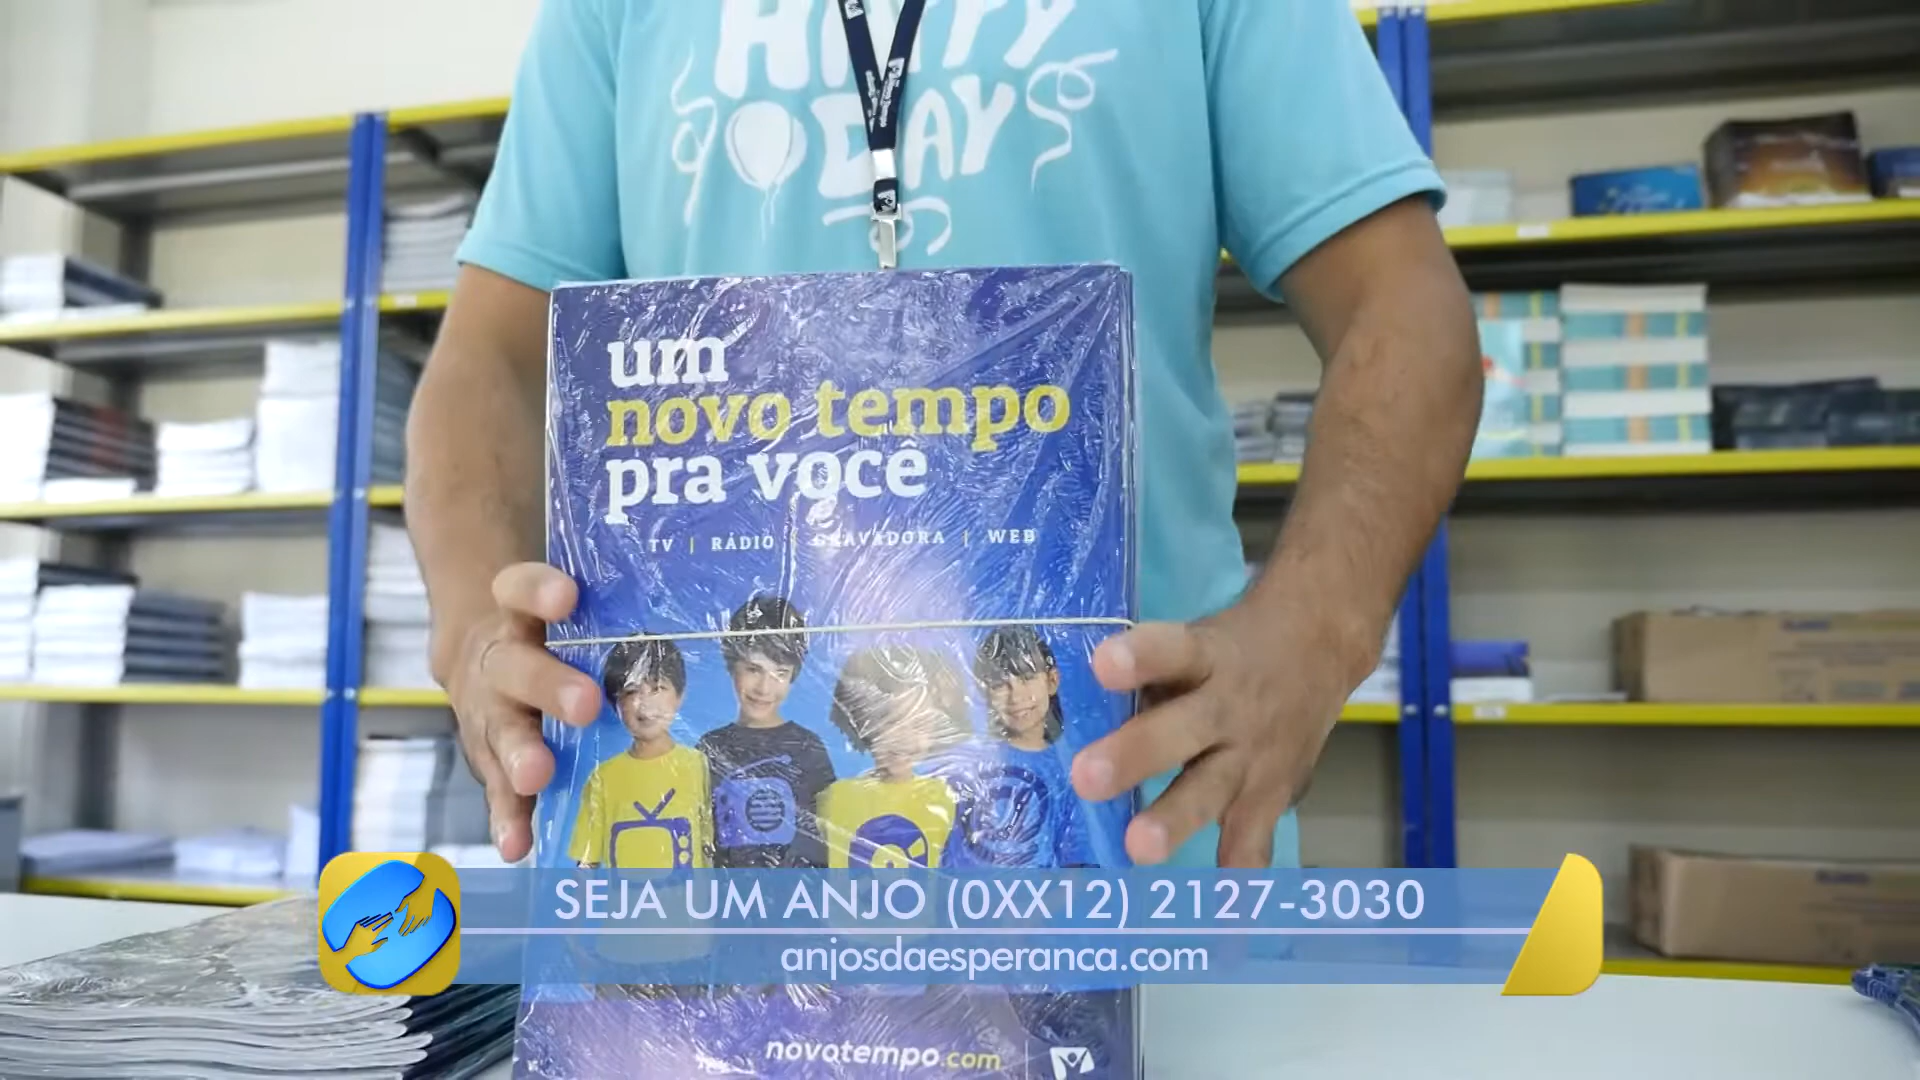 HAPPY
DAY
um
novo tempo
pra você
TV | RÁDIO | GRAVADORA | WEB
SEJA UM ANJO (0XX12) 2127-3030
anjosdaesperanca.com
novotempo.com